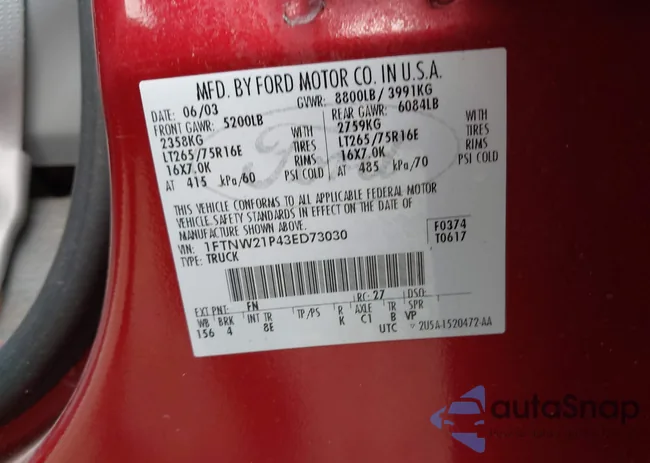 MFD. BY FORD MOTOR CO. IN U.S.A.
DATE: 06/03 GVWR: 8800LB/ 3991KG
FRONT GAWR: 5200LB REAR GAWR: 6084LB
2358KG WITH 2759KG WITH
LT265/75R16E TIRES LT265/75R16E TIRES
16X7.0K RIMS 16X7.0K RIMS
AT 415 kPa/60 PSI COLD AT 485 kPa/70 PSI COLD
Ford
THIS VEHICLE CONFORMS TO ALL APPLICABLE FEDERAL MOTOR
VEHICLE SAFETY STANDARDS IN EFFECT ON THE DATE OF
MANUFACTURE SHOWN ABOVE.
VIN: 1FTNW21P43ED73030 F0374
TYPE: TRUCK T0617
EXT PNT: FN RC: 27 DSO:
WB BRK INT TR TP/PS R AXLE TR SPR
156 4 8E K C1 B VP
UTC 2U5A-1520472-AA
autoSnap